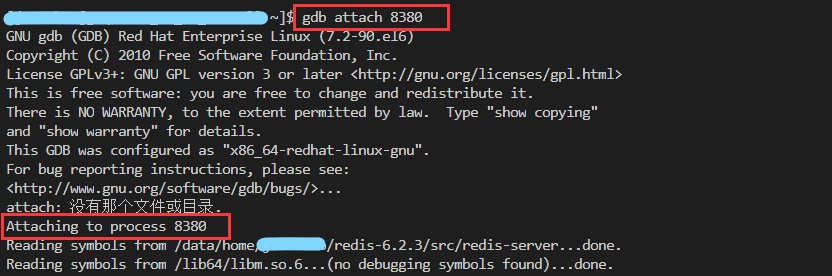 ~]$ gdb attach 8380
GNU gdb (GDB) Red Hat Enterprise Linux (7.2-90.el6)
Copyright (C) 2010 Free Software Foundation, Inc.
License GPLv3+: GNU GPL version 3 or later <http://gnu.org/licenses/gpl.html>
This is free software: you are free to change and redistribute it.
There is NO WARRANTY, to the extent permitted by law.  Type "show copying"
and "show warranty" for details.
This GDB was configured as "x86_64-redhat-linux-gnu".
For bug reporting instructions, please see:
<http://www.gnu.org/software/gdb/bugs/>...
attach: 没有那个文件或目录.
Attaching to process 8380
Reading symbols from /data/home/ /redis-6.2.3/src/redis-server...done.
Reading symbols from /lib64/libm.so.6...(no debugging symbols found)...done.